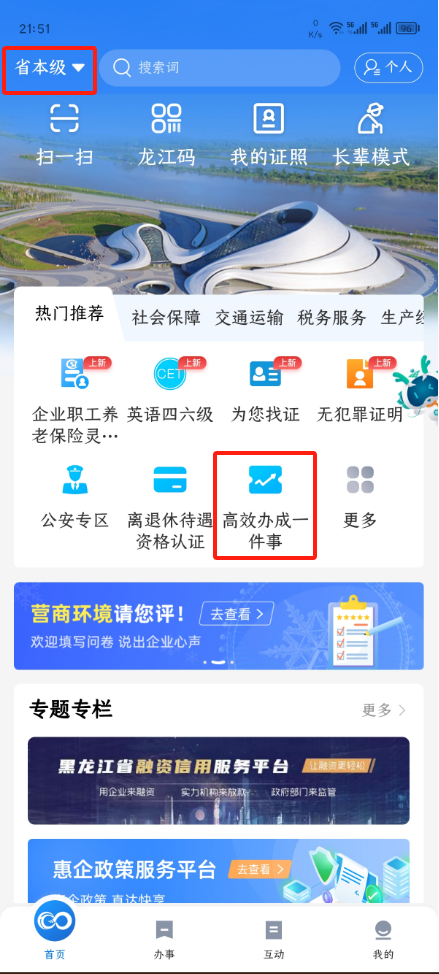 21:51
0
K/s
5G
5G
96
省本级
搜索词
个人
扫一扫
龙江码
我的证照
长辈模式
热门推荐
社会保障
交通运输
税务服务
生产经
上新
上新
上新
上新
CET
企业职工养
老保险灵…
英语四六级
为您找证
无犯罪证明
公安专区
离退休待遇
资格认证
高效办成一
件事
更多
营商环境请您评!
去查看 >
欢迎填写问卷 说出企业心声
专题专栏
更多 >
黑龙江省融资信用服务平台
让融资更轻松
用企业来融资
实力机构来放款
政府部门来监管
惠企政策服务平台
去查看 >
惠企政策 直达快享
首页
办事
互动
我的